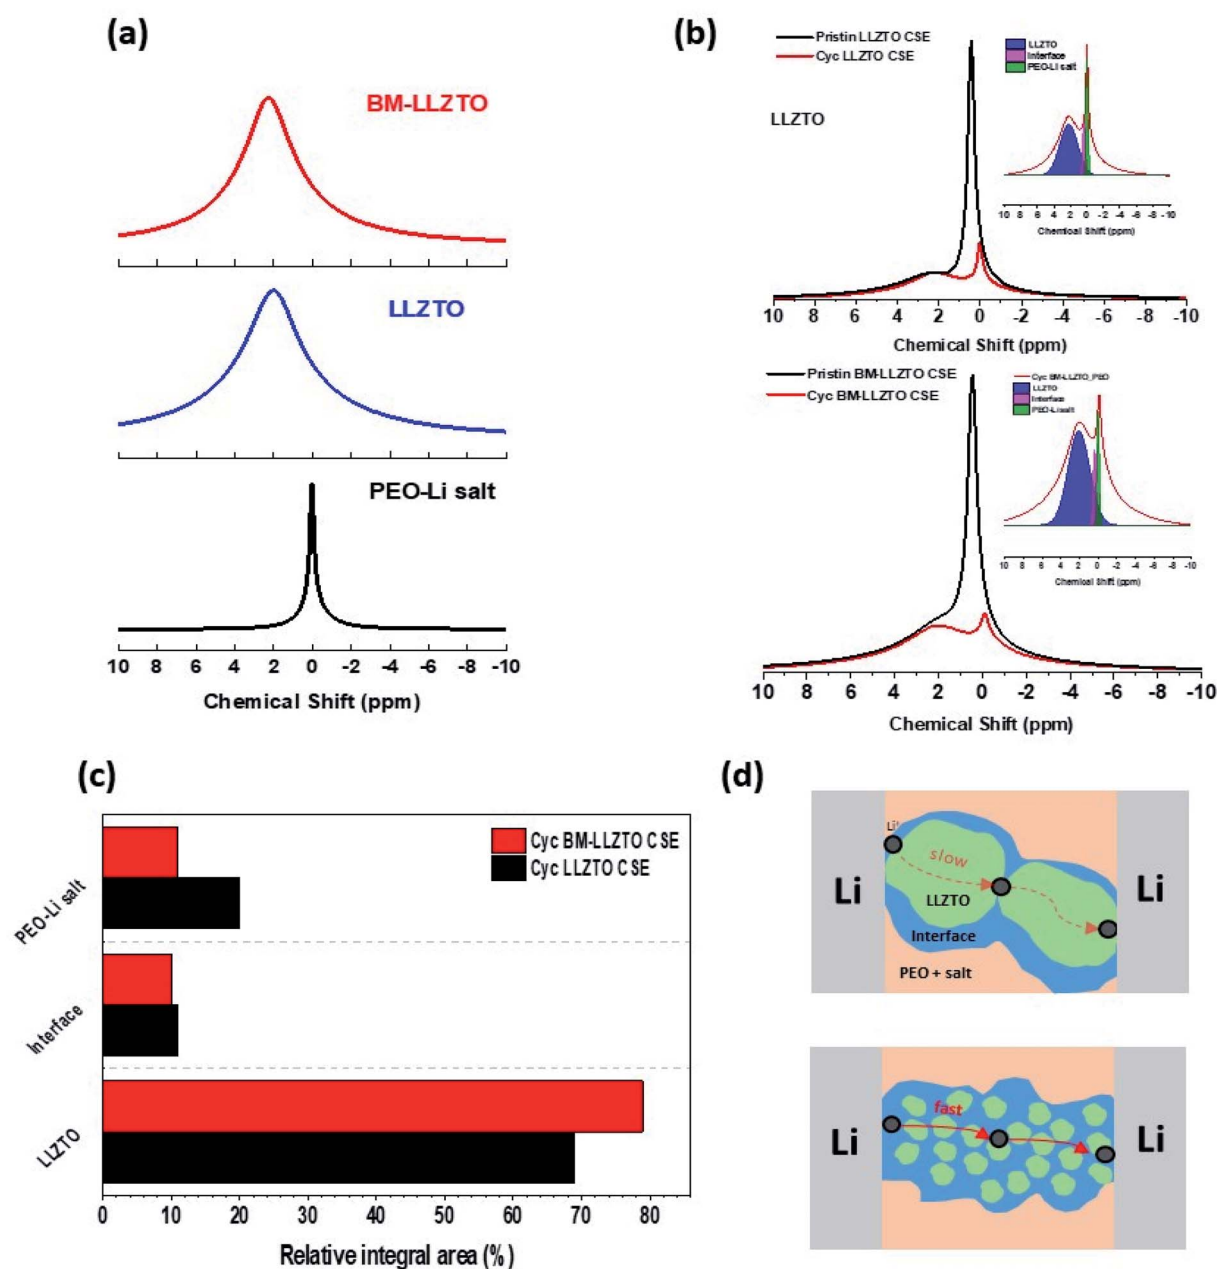 (a)
BM-LLZTO
LLZTO
PEO-Li salt
10 8 6 4 2 0 -2 -4 -6 -8 -10
Chemical Shift (ppm)
(b)
Pristin LLZTO CSE
Cyc LLZTO CSE
LLZTO
LLZTO
Interface
PEO-Li salt
10 8 6 4 2 0 -2 -4 -6 -8 -10
Chemical Shift (ppm)
10 8 6 4 2 0 -2 -4 -6 -8 -10
Chemical Shift (ppm)
Pristin BM-LLZTO CSE
Cyc BM-LLZTO CSE
Cyc BM-LLZTO_PEO
LLZTO
Interface
PEO-Li salt
10 8 6 4 2 0 -2 -4 -6 -8 -10
Chemical Shift (ppm)
10 8 6 4 2 0 -2 -4 -6 -8 -10
Chemical Shift (ppm)
(c)
Cyc BM-LLZTO CSE
Cyc LLZTO CSE
PEO-Li salt
Interface
LLZTO
0 10 20 30 40 50 60 70 80
Relative integral area (%)
(d)
Li
Li⁺
slow
LLZTO
Interface
PEO + salt
Li
Li
fast
Li